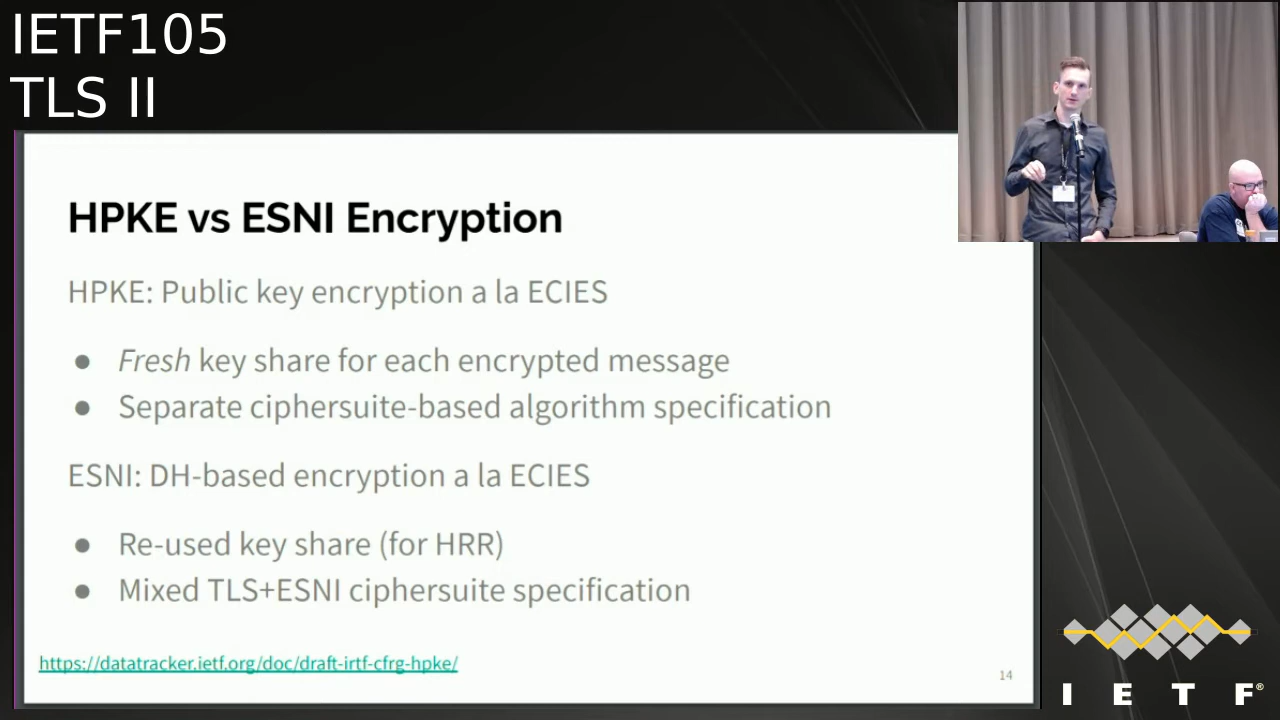 IETF105
TLS II
HPKE vs ESNI Encryption
HPKE: Public key encryption a la ECIES
● Fresh key share for each encrypted message
● Separate ciphersuite-based algorithm specification
ESNI: DH-based encryption a la ECIES
● Re-used key share (for HRR)
● Mixed TLS+ESNI ciphersuite specification
https://datatracker.ietf.org/doc/draft-irtf-cfrg-hpke/
14
I E T F®